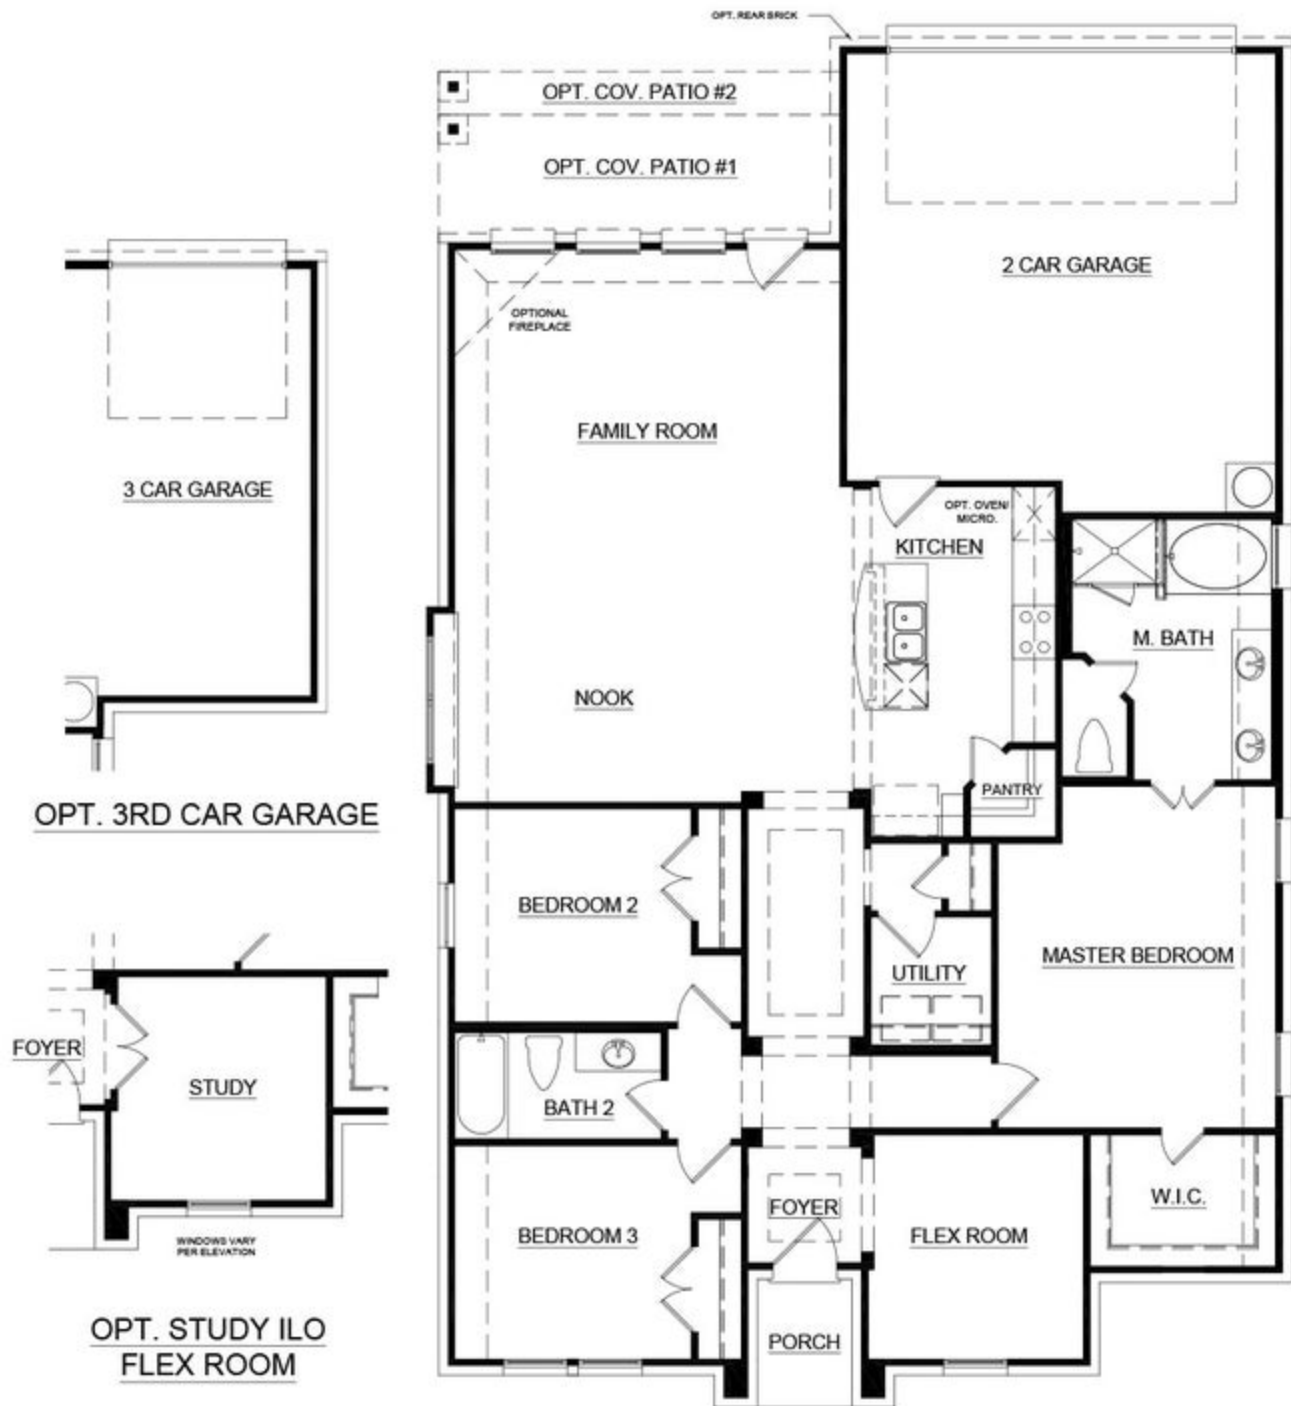 OPT. REAR BRICK
OPT. COV. PATIO #2
OPT. COV. PATIO #1
2 CAR GARAGE
OPTIONAL
FIREPLACE
FAMILY ROOM
3 CAR GARAGE
OPT. OVEN/
MICRO.
KITCHEN
M. BATH
NOOK
PANTRY
OPT. 3RD CAR GARAGE
BEDROOM 2
MASTER BEDROOM
UTILITY
FOYER
STUDY
BATH 2
W.I.C.
FOYER
BEDROOM 3
FLEX ROOM
WINDOWS VARY
PER ELEVATION
OPT. STUDY ILO
FLEX ROOM
PORCH